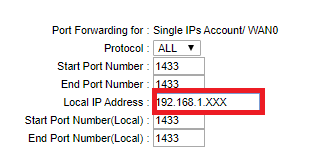 Port Forwarding for : Single IPs Account/ WAN0
Protocol : ALL
Start Port Number : 1433
End Port Number : 1433
Local IP Address : 192.168.1.XXX
Start Port Number(Local) : 1433
End Port Number(Local) : 1433